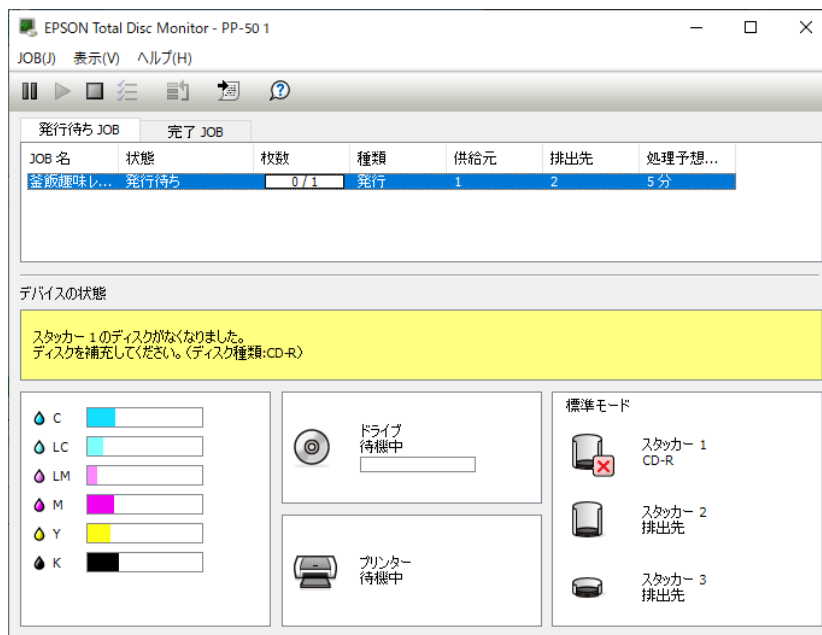 EPSON Total Disc Monitor - PP-50 1
JOB(J) 表示(V) ヘルプ(H)
発行待ち JOB 完了 JOB
JOB 名 状態 枚数 種類 供給元 排出先 処理予想...
釜飯趣味レ... 発行待ち 0 / 1 発行 1 2 5 分
デバイスの状態
スタッカー 1 のディスクがなくなりました。
ディスクを補充してください。(ディスク種類:CD-R)
C
LC
LM
M
Y
K
ドライブ
待機中
プリンター
待機中
標準モード
スタッカー 1
CD-R
スタッカー 2
排出先
スタッカー 3
排出先